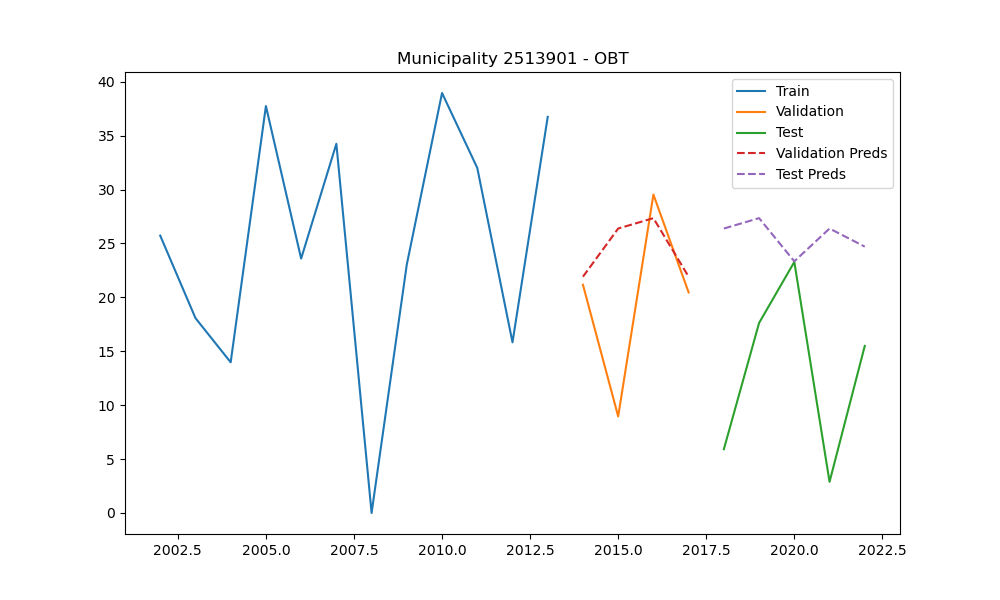 Municipality 2513901 - OBT
40
35
30
25
20
15
10
5
0
2002.5 2005.0 2007.5 2010.0 2012.5 2015.0 2017.5 2020.0 2022.5
Train
Validation
Test
Validation Preds
Test Preds